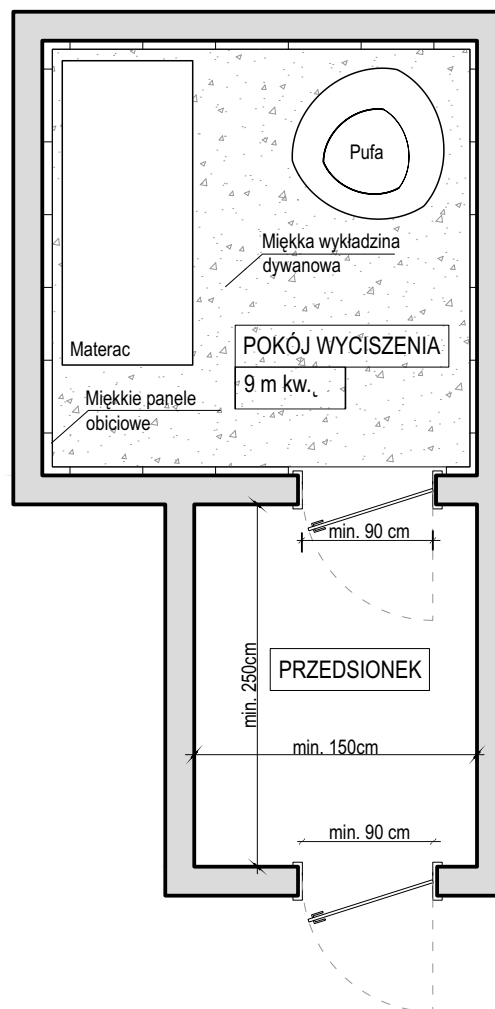 Pufa
Miękka wykładzina
dywanowa
POKÓJ WYCISZENIA
Materac
9 m kw.
Miękkie panele
obiciowe
min. 90 cm
PRZEDSIONEK
min. 250cm
min. 150cm
min. 90 cm